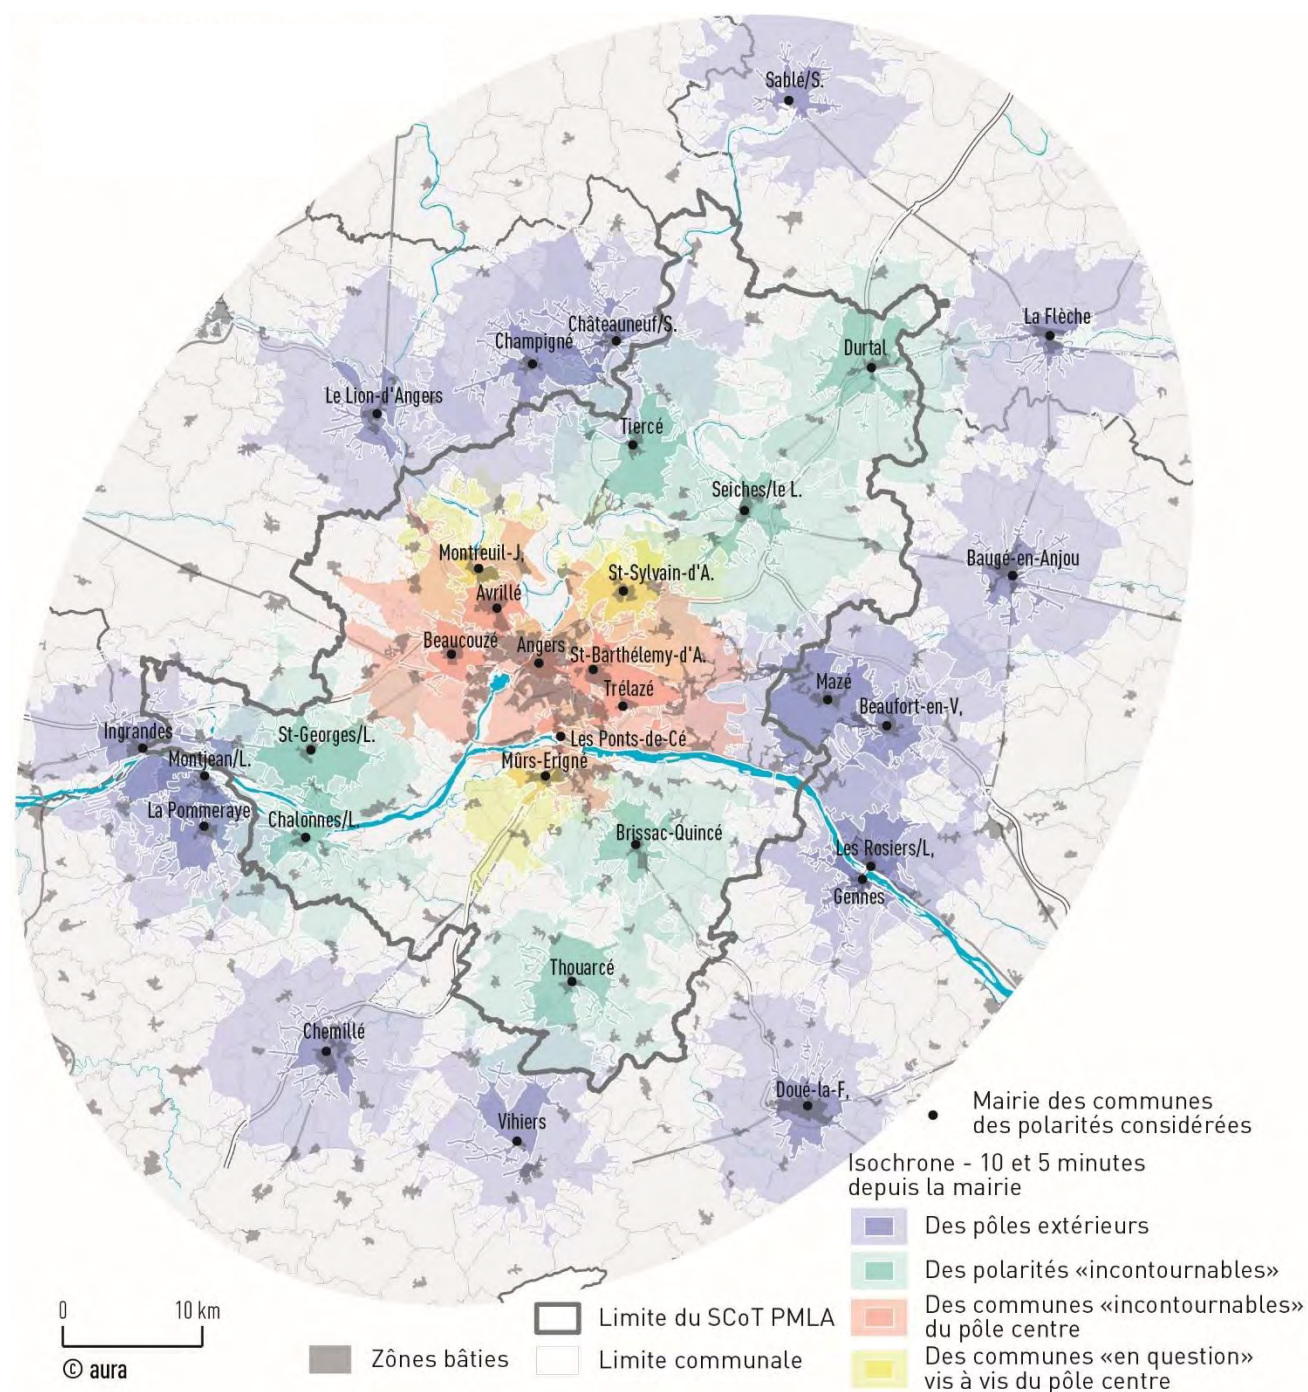 Sablé/S.
La Flèche
Châteauneuf/S.
Champigné
Durtal
Le Lion-d'Angers
Tiercé
Seiches/le L.
Montreuil-J,
St-Sylvain-d'A.
Baugé-en-Anjou
Avrillé
Beaucouzé
Angers
St-Barthélemy-d'A.
Trélazé
Mazé
Beaufort-en-V,
Ingrandes
St-Georges/L.
Les Ponts-de-Cé
Montjean/L.
Mûrs-Erigné
La Pommeraye
Chalonnes/L.
Brissac-Quincé
Les Rosiers/L,
Gennes
Thouarcé
Chemillé
Vihiers
Doué-la-F,
Mairie des communes
des polarités considérées
Isochrone - 10 et 5 minutes
depuis la mairie
Des pôles extérieurs
Des polarités «incontournables»
Des communes «incontournables»
du pôle centre
Des communes «en question»
vis à vis du pôle centre
0 10 km
© aura
Zônes bâties
Limite du SCoT PMLA
Limite communale